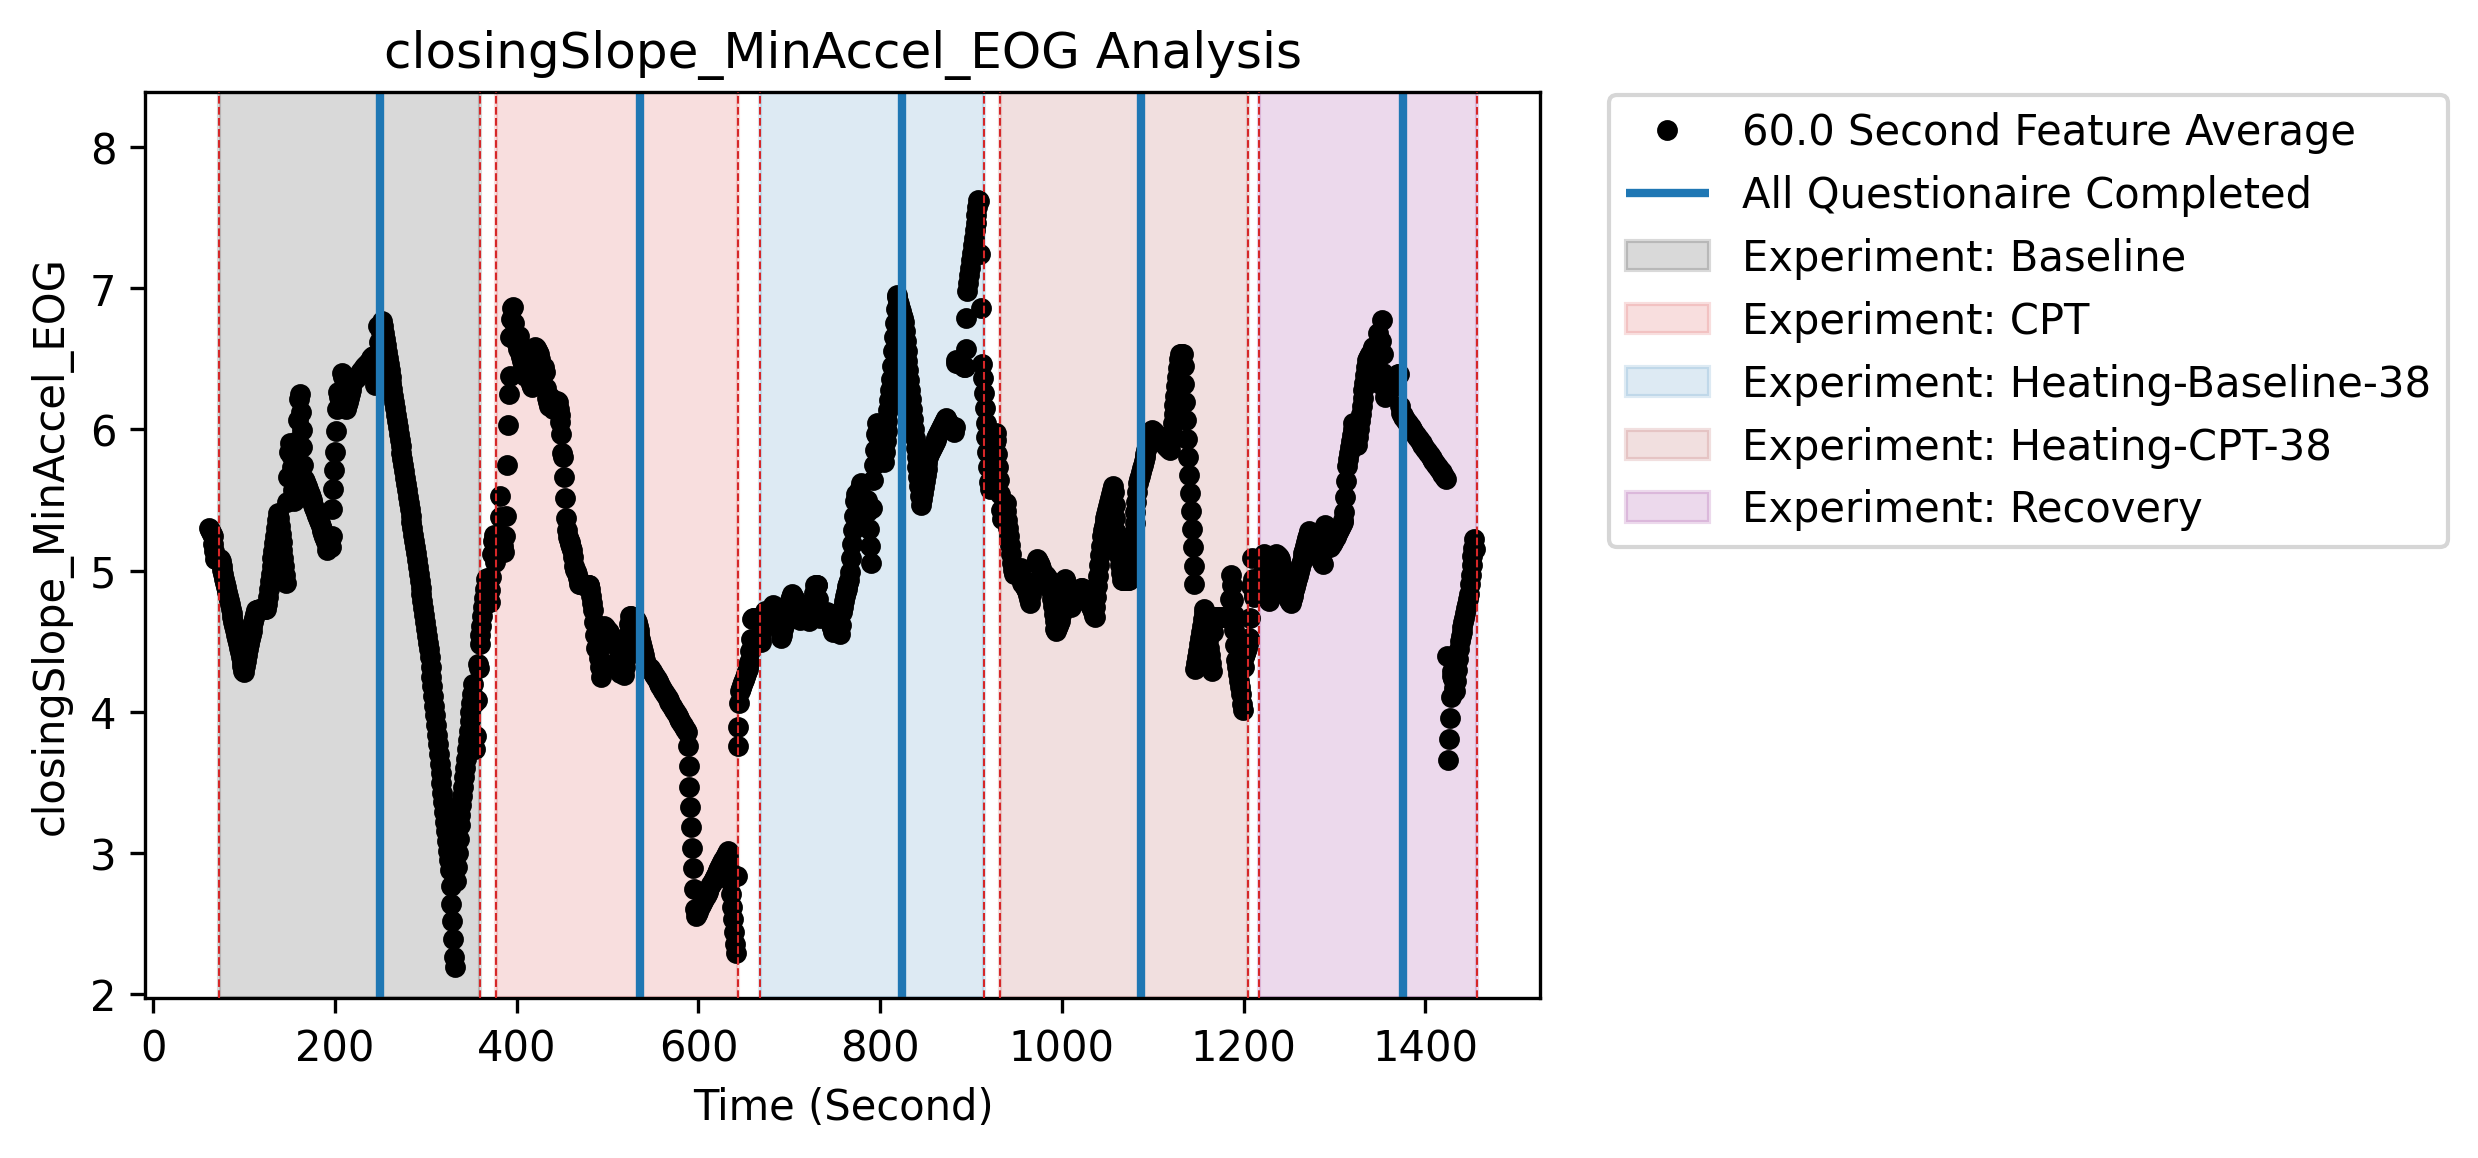 closingSlope_MinAccel_EOG Analysis
closingSlope_MinAccel_EOG
8
7
6
5
4
3
2
0 200 400 600 800 1000 1200 1400
Time (Second)
60.0 Second Feature Average
All Questionaire Completed
Experiment: Baseline
Experiment: CPT
Experiment: Heating-Baseline-38
Experiment: Heating-CPT-38
Experiment: Recovery